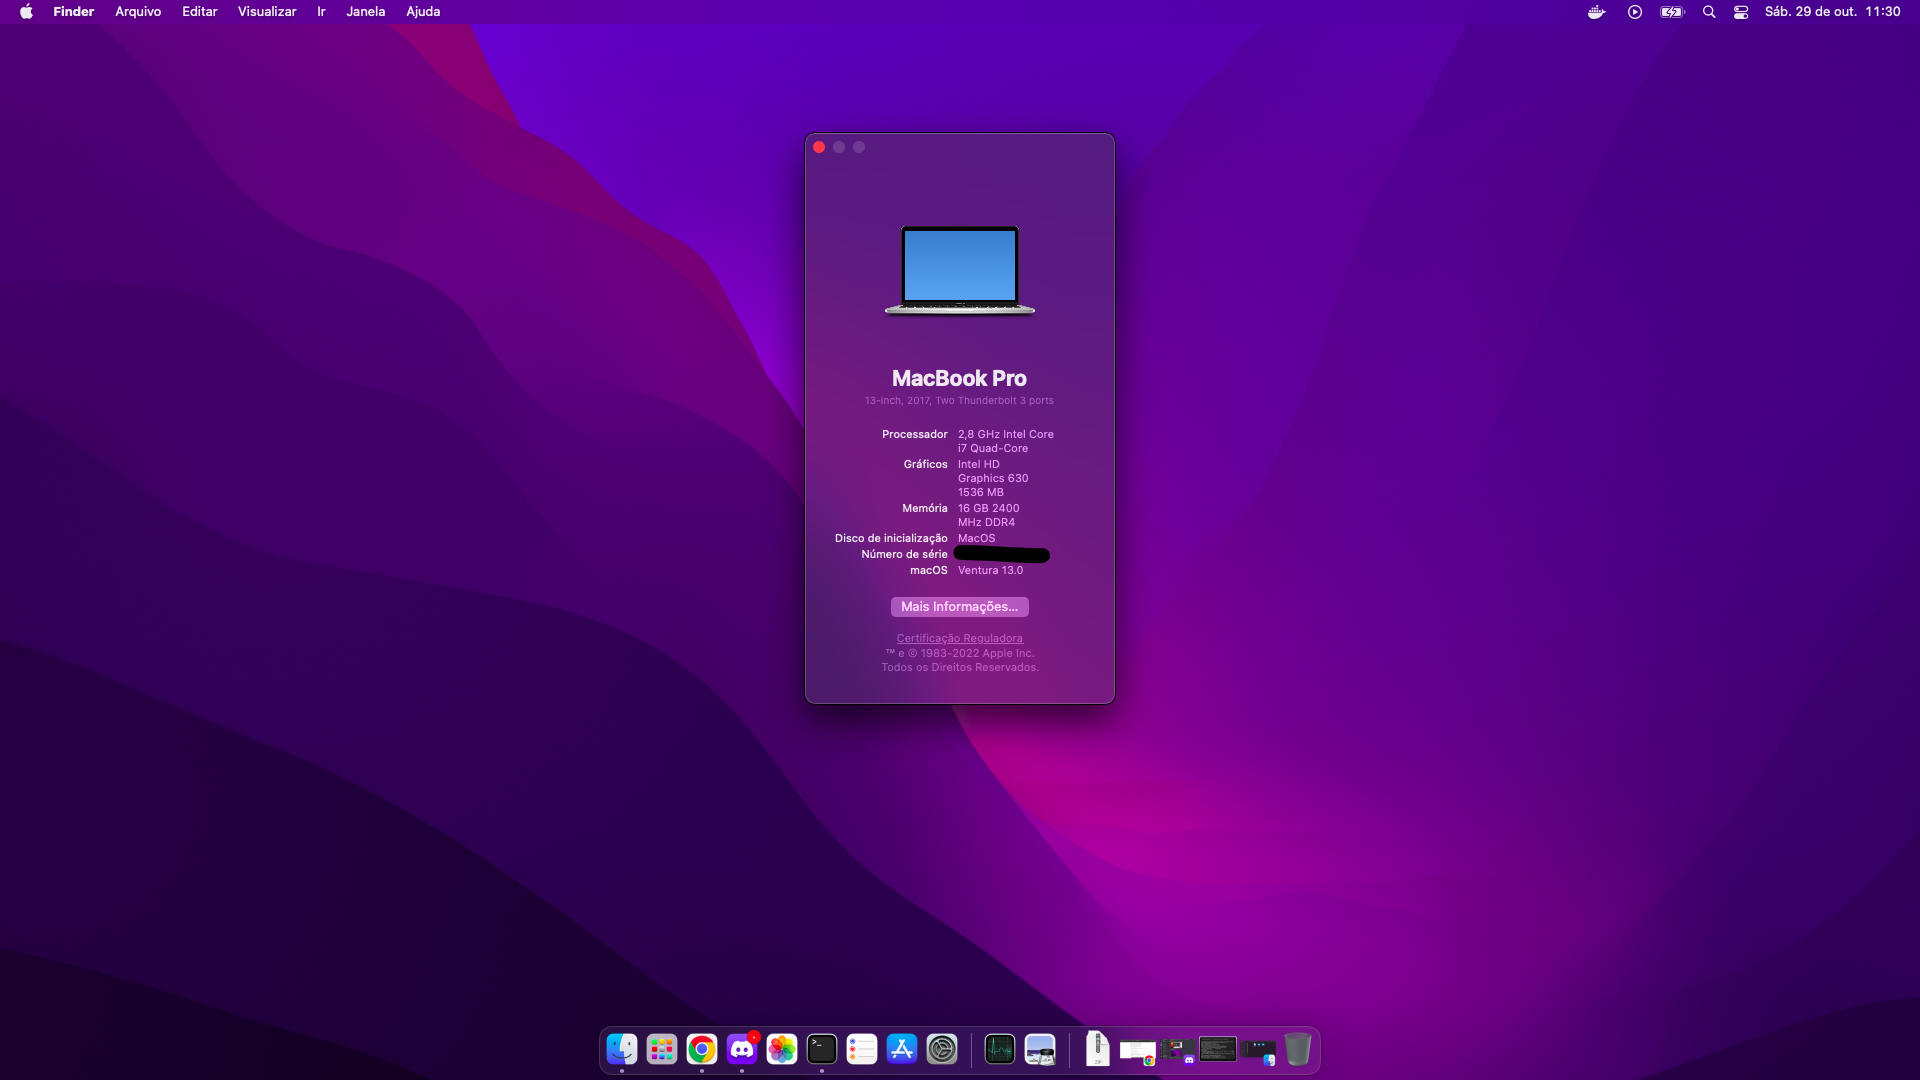 Finder Arquivo Editar Visualizar Ir Janela Ajuda Sáb. 29 de out. 11:30
MacBook Pro
13-inch, 2017, Two Thunderbolt 3 ports
Processador 2,8 GHz Intel Core
i7 Quad-Core
Gráficos Intel HD
Graphics 630
1536 MB
Memória 16 GB 2400
MHz DDR4
Disco de inicialização MacOS
Número de série
macOS Ventura 13.0
Mais Informações...
Certificação Reguladora
™ e © 1983-2022 Apple Inc.
Todos os Direitos Reservados.
ZIP